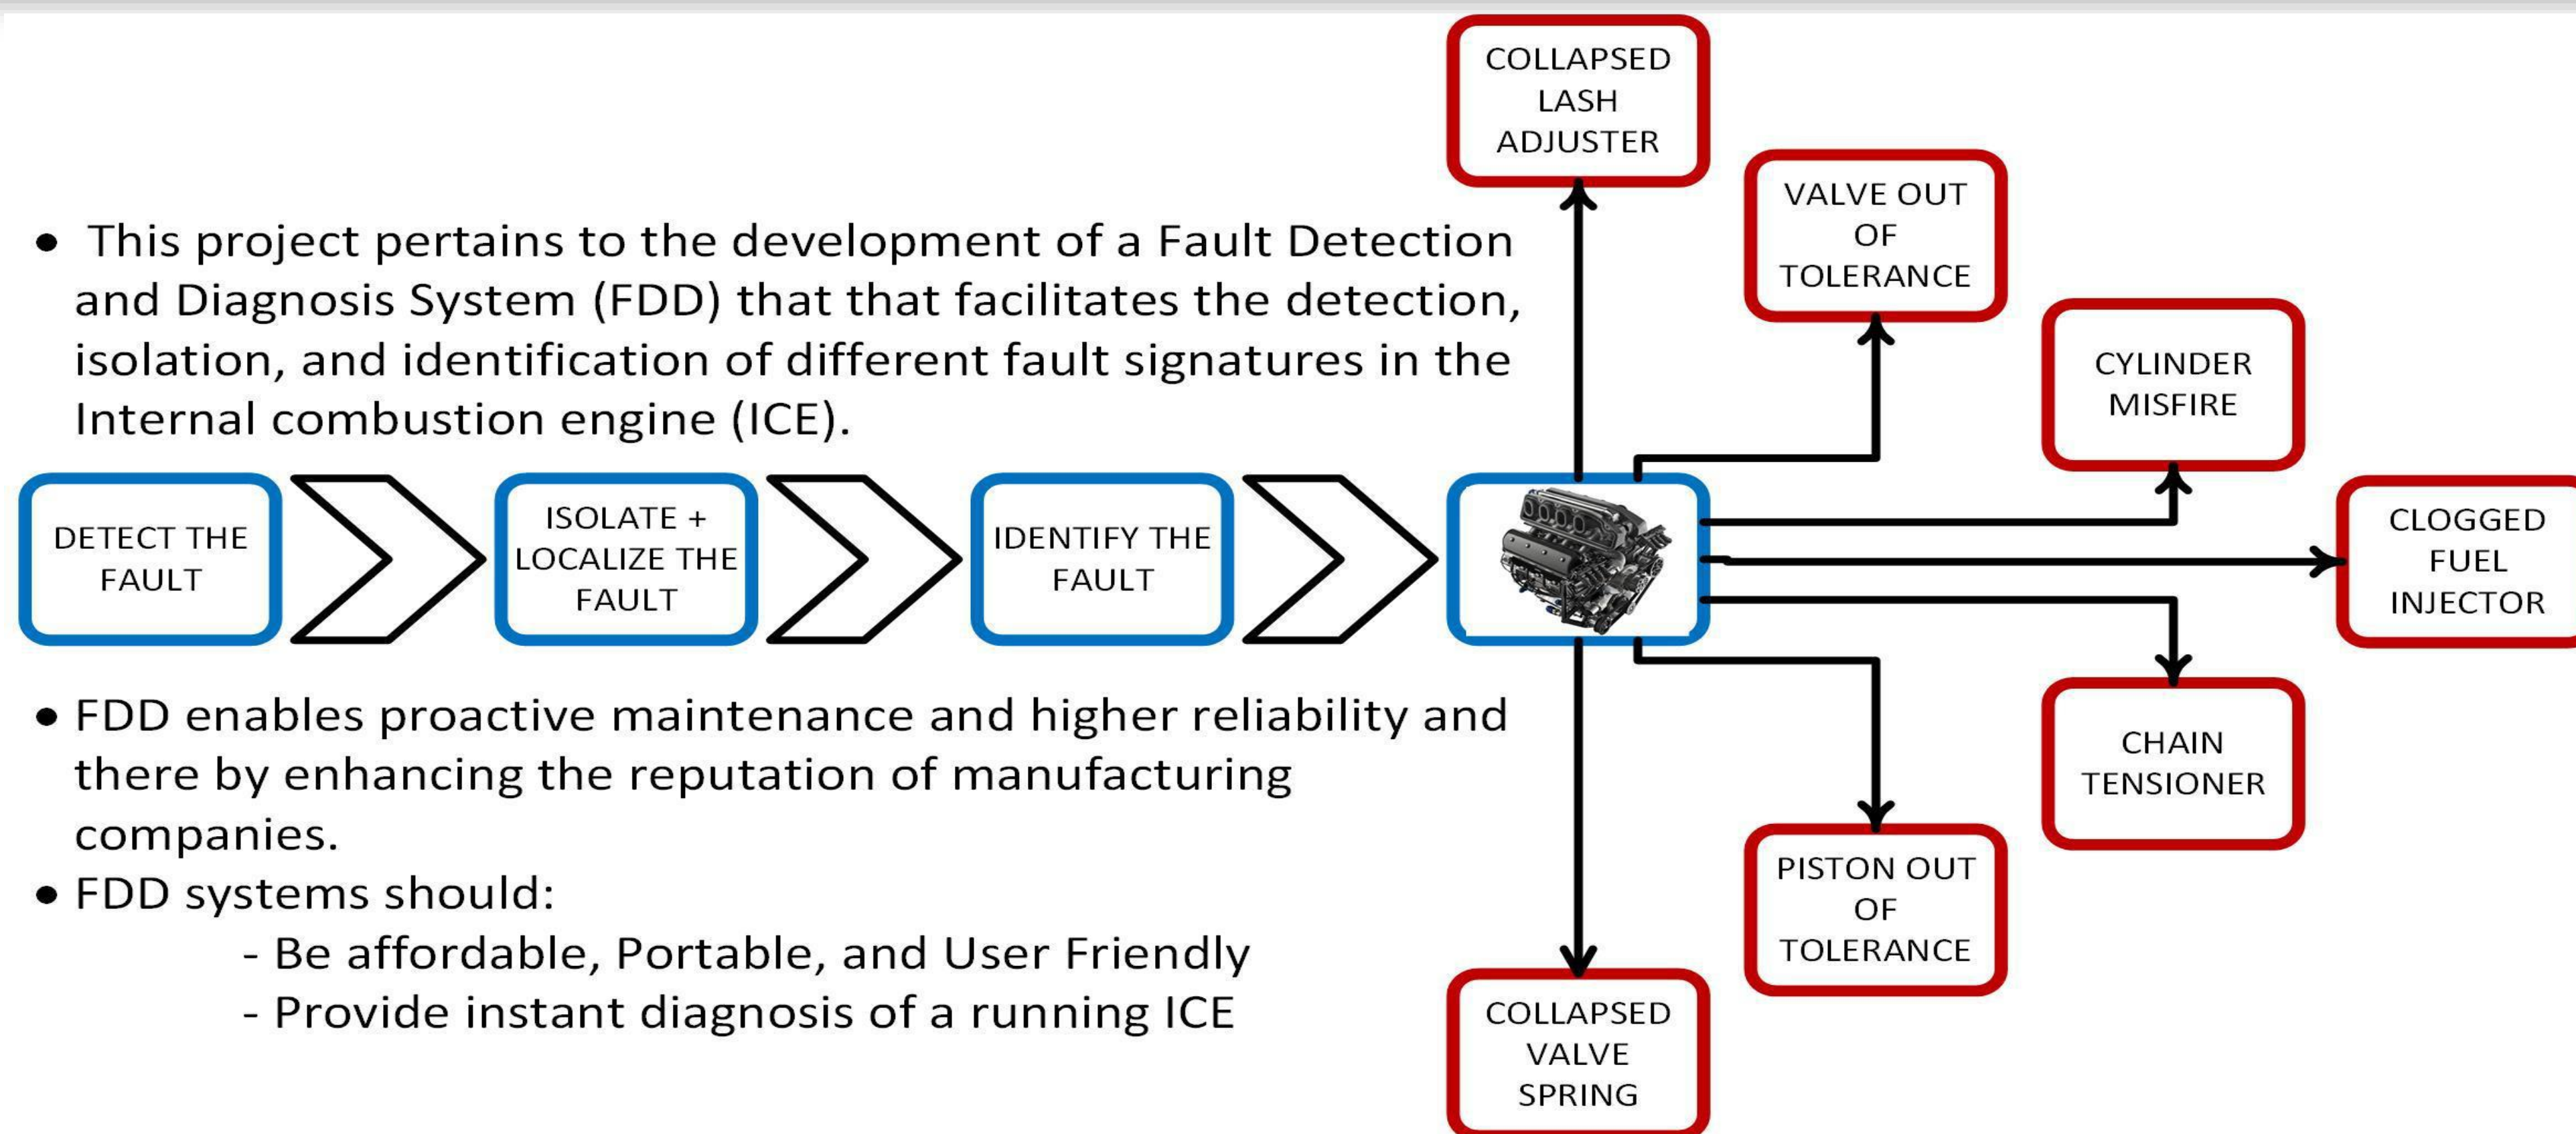 • This project pertains to the development of a Fault Detection
and Diagnosis System (FDD) that that facilitates the detection,
isolation, and identification of different fault signatures in the
Internal combustion engine (ICE).
DETECT THE
FAULT
ISOLATE +
LOCALIZE THE
FAULT
IDENTIFY THE
FAULT
• FDD enables proactive maintenance and higher reliability and
there by enhancing the reputation of manufacturing
companies.
• FDD systems should:
- Be affordable, Portable, and User Friendly
- Provide instant diagnosis of a running ICE
COLLAPSED
LASH
ADJUSTER
VALVE OUT
OF
TOLERANCE
CYLINDER
MISFIRE
CLOGGED
FUEL
INJECTOR
CHAIN
TENSIONER
PISTON OUT
OF
TOLERANCE
COLLAPSED
VALVE
SPRING